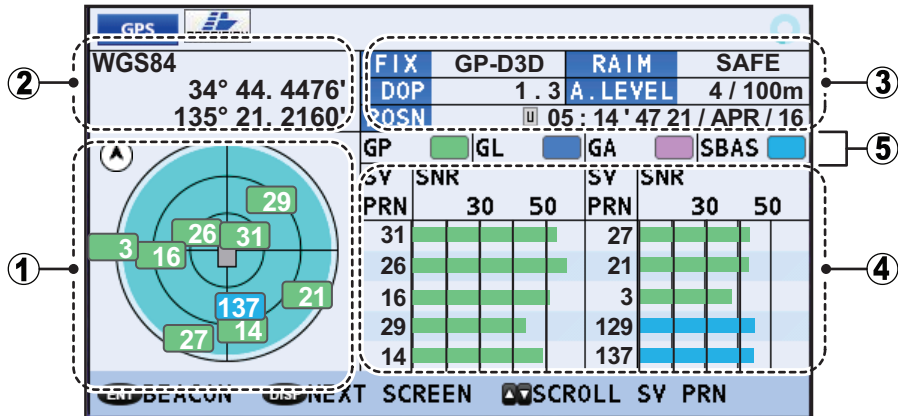 GPS
WGS84
34° 44. 4476'
135° 21. 2160'
FIX GP-D3D RAIM SAFE
DOP 1 . 3 A.LEVEL 4 / 100m
POSN U 05 : 14 ' 47 21 / APR / 16
GP GL GA SBAS
SV SNR SV SNR
PRN 30 50 PRN 30 50
31 27
26 21
16 3
29 129
14 137
29
26 31
3 16
137 21
27 14
ENT BEACON DISP NEXT SCREEN SCROLL SV PRN
1
2
3
4
5